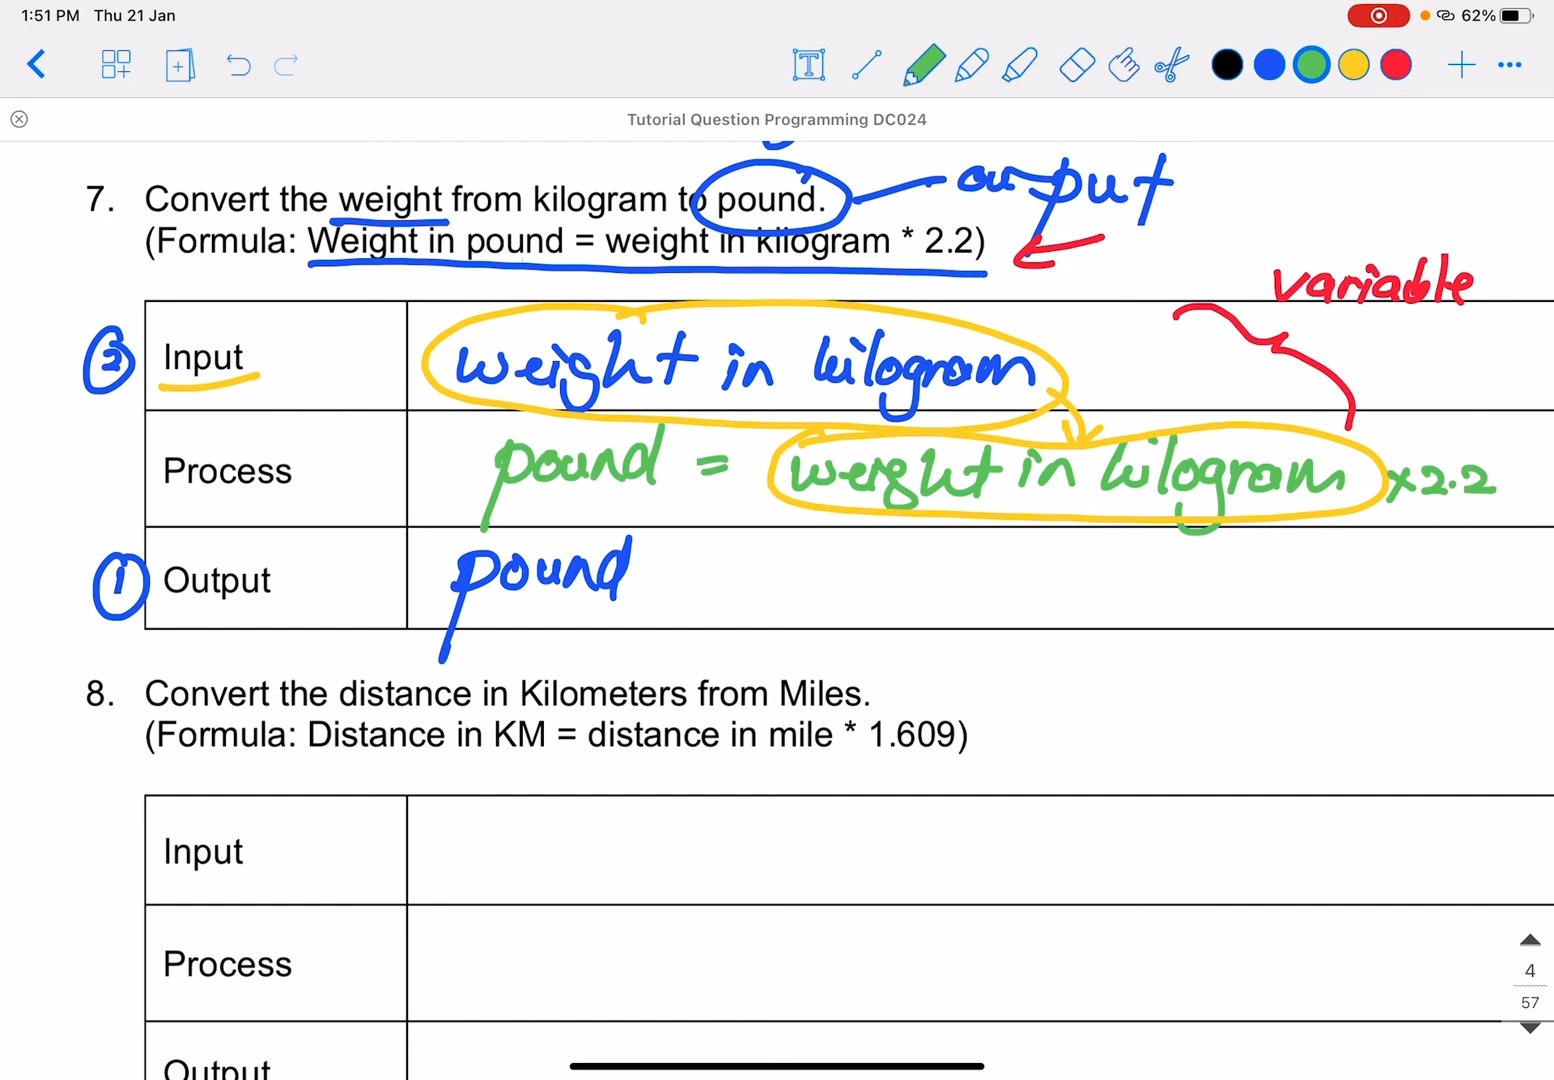 1:51 PM Thu 21 Jan
62%
T
Tutorial Question Programming DC024
7. Convert the weight from kilogram to pound.
output
(Formula: Weight in pound = weight in kilogram * 2.2)
variable
2 Input weight in kilogram
Process pound = weight in kilogram x 2.2
1 Output pound
8. Convert the distance in Kilometers from Miles.
(Formula: Distance in KM = distance in mile * 1.609)
Input
Process
4
57
Output